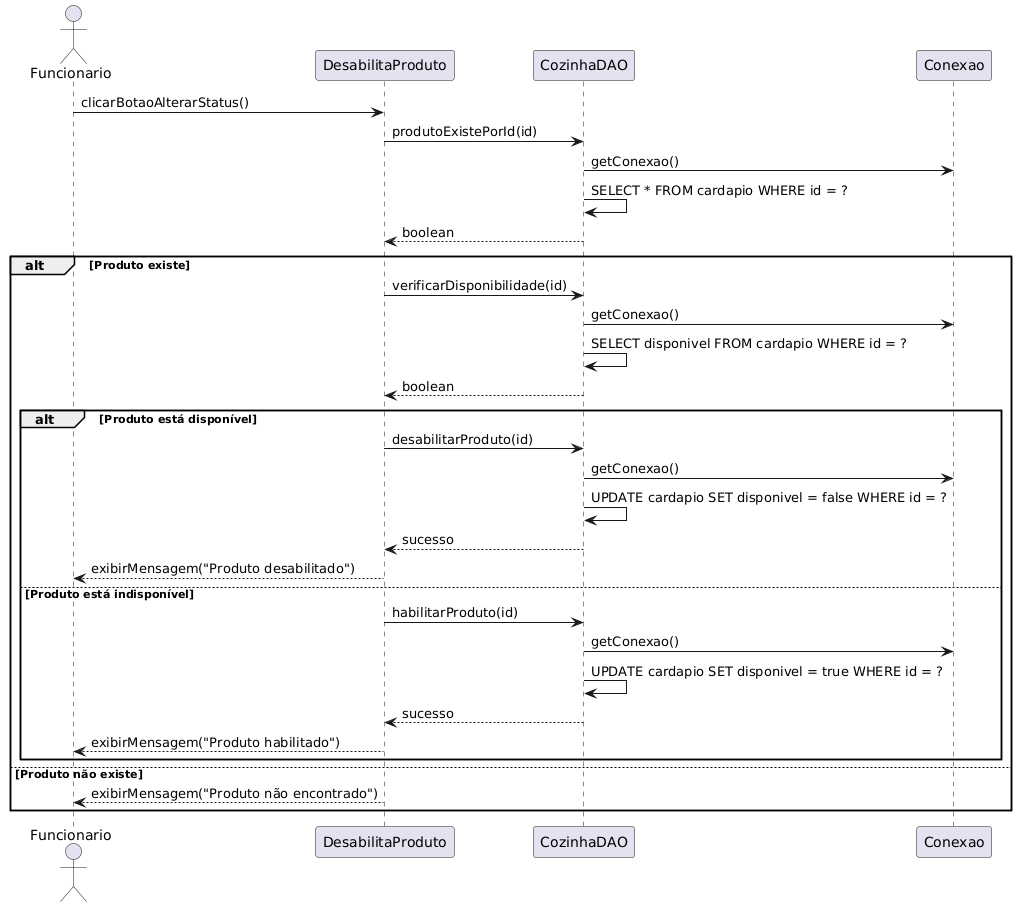 Funcionario
DesabilitaProduto
CozinhaDAO
Conexao
clicarBotaoAlterarStatus()
produtoExistePorId(id)
getConexao()
SELECT * FROM cardapio WHERE id = ?
boolean
alt
[Produto existe]
verificarDisponibilidade(id)
getConexao()
SELECT disponivel FROM cardapio WHERE id = ?
boolean
alt
[Produto está disponível]
desabilitarProduto(id)
getConexao()
UPDATE cardapio SET disponivel = false WHERE id = ?
sucesso
exibirMensagem("Produto desabilitado")
[Produto está indisponível]
habilitarProduto(id)
getConexao()
UPDATE cardapio SET disponivel = true WHERE id = ?
sucesso
exibirMensagem("Produto habilitado")
[Produto não existe]
exibirMensagem("Produto não encontrado")
Funcionario
DesabilitaProduto
CozinhaDAO
Conexao